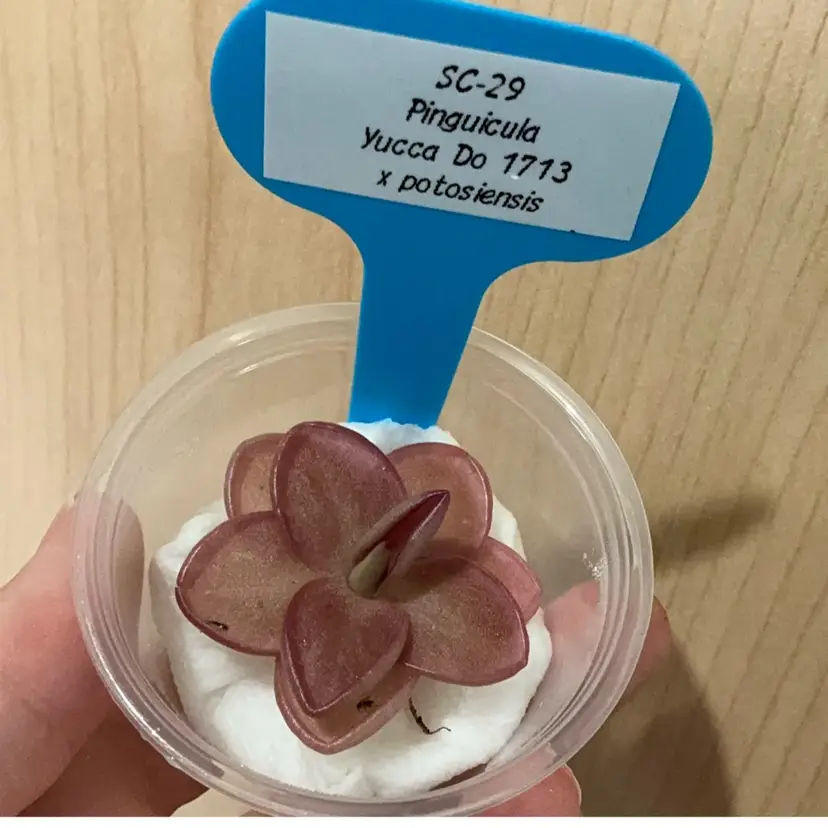 SC-29
Pinguicula
Yucca Do 1713
x potosiensis